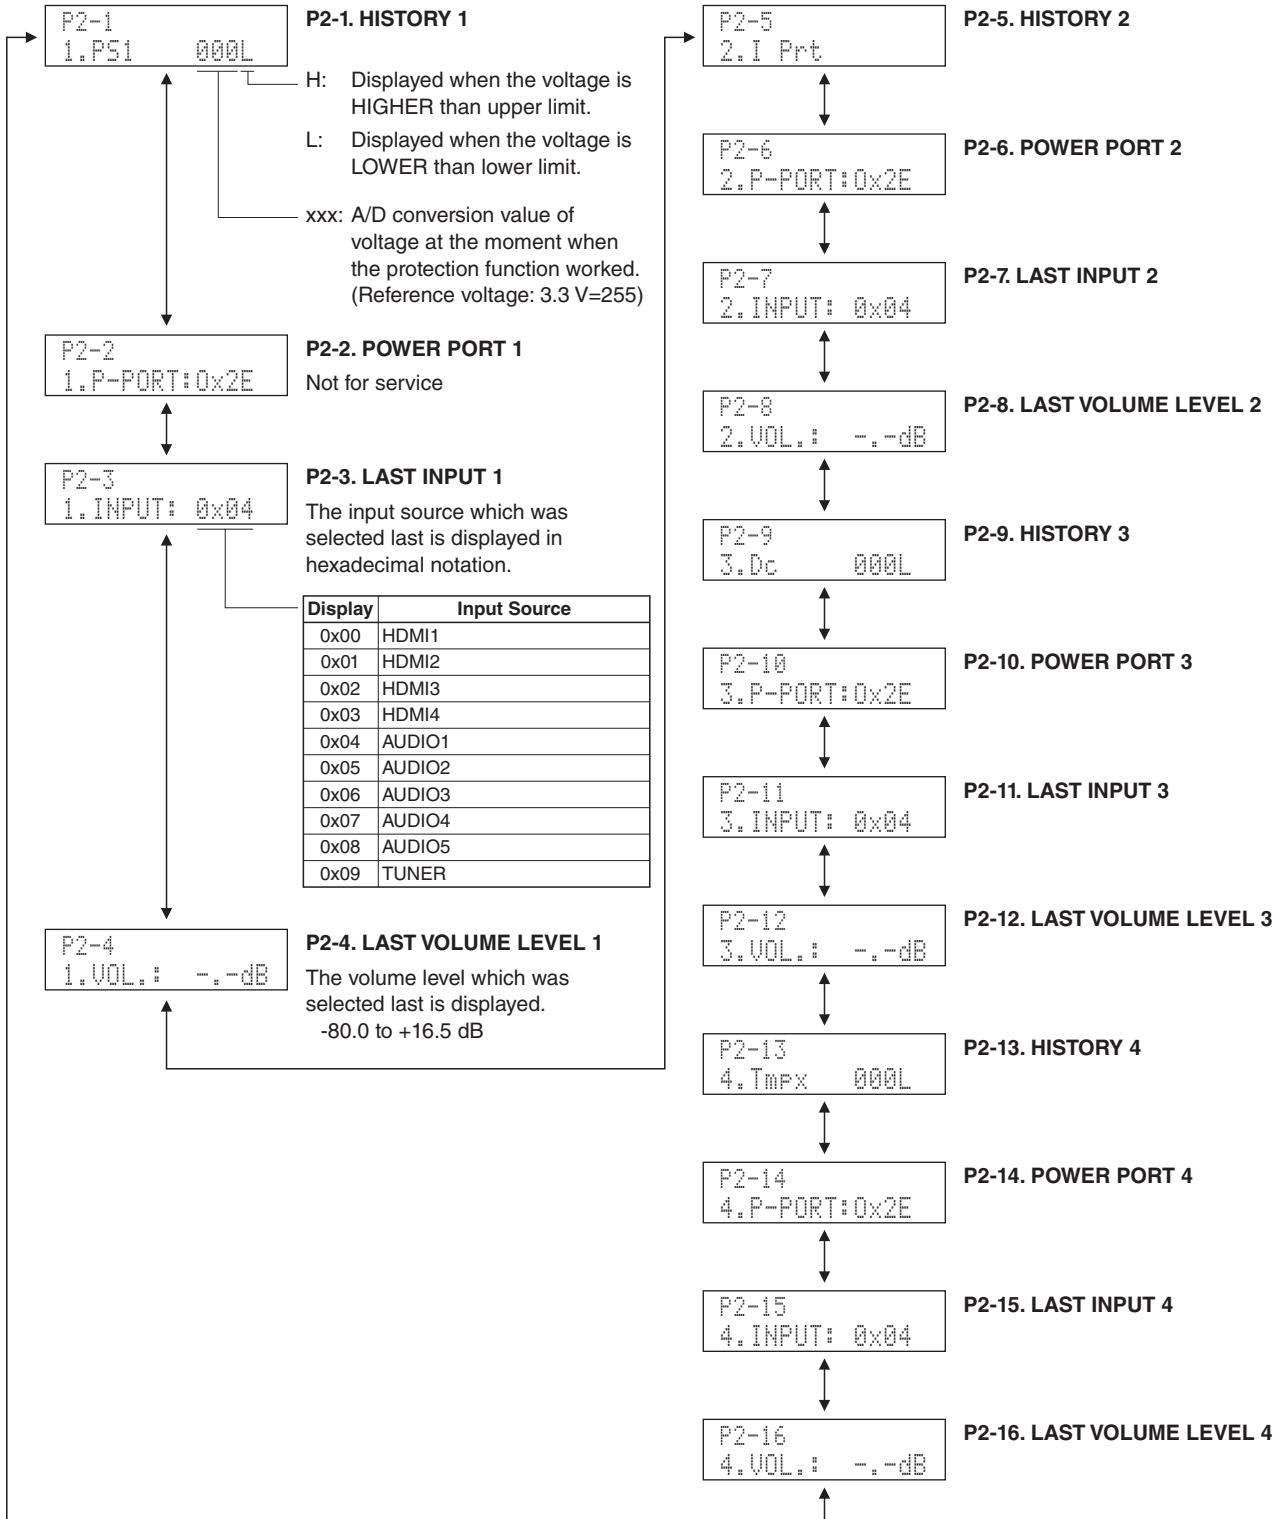 P2-1
1.PS1 000L
P2-1. HISTORY 1
H: Displayed when the voltage is
HIGHER than upper limit.
L: Displayed when the voltage is
LOWER than lower limit.
xxx: A/D conversion value of
voltage at the moment when
the protection function worked.
(Reference voltage: 3.3 V=255)
P2-2
1.P-PORT:0x2E
P2-2. POWER PORT 1
Not for service
P2-3
1.INPUT: 0x04
P2-3. LAST INPUT 1
The input source which was
selected last is displayed in
hexadecimal notation.
Display Input Source
0x00 HDMI1
0x01 HDMI2
0x02 HDMI3
0x03 HDMI4
0x04 AUDIO1
0x05 AUDIO2
0x06 AUDIO3
0x07 AUDIO4
0x08 AUDIO5
0x09 TUNER
P2-4
1.VOL.: -.-dB
P2-4. LAST VOLUME LEVEL 1
The volume level which was
selected last is displayed.
-80.0 to +16.5 dB
P2-5
2.I Prt
P2-5. HISTORY 2
P2-6
2.P-PORT:0x2E
P2-6. POWER PORT 2
P2-7
2.INPUT: 0x04
P2-7. LAST INPUT 2
P2-8
2.VOL.: -.-dB
P2-8. LAST VOLUME LEVEL 2
P2-9
3.Dc 000L
P2-9. HISTORY 3
P2-10
3.P-PORT:0x2E
P2-10. POWER PORT 3
P2-11
3.INPUT: 0x04
P2-11. LAST INPUT 3
P2-12
3.VOL.: -.-dB
P2-12. LAST VOLUME LEVEL 3
P2-13
4.Tmpx 000L
P2-13. HISTORY 4
P2-14
4.P-PORT:0x2E
P2-14. POWER PORT 4
P2-15
4.INPUT: 0x04
P2-15. LAST INPUT 4
P2-16
4.VOL.: -.-dB
P2-16. LAST VOLUME LEVEL 4